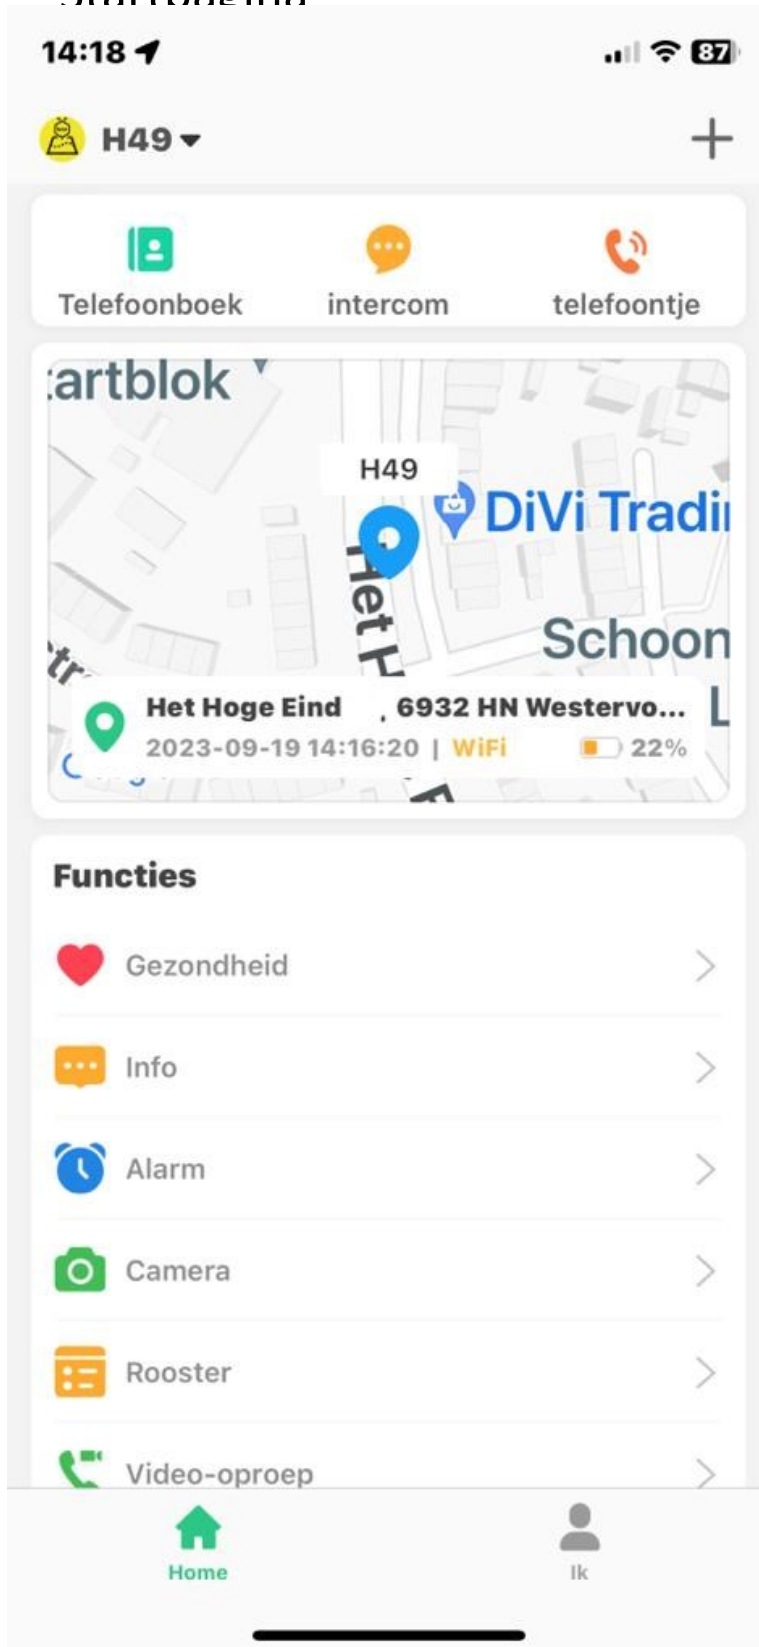 Startpagina
14:18
87
H49
Telefoonboek intercom telefoontje
artblok
H49
DiVi Tradi
Het H
Schoon
Het Hoge Eind , 6932 HN Westervo...
2023-09-19 14:16:20 | WiFi 22%
Functies
Gezondheid
Info
Alarm
Camera
Rooster
Video-oproep
Home Ik